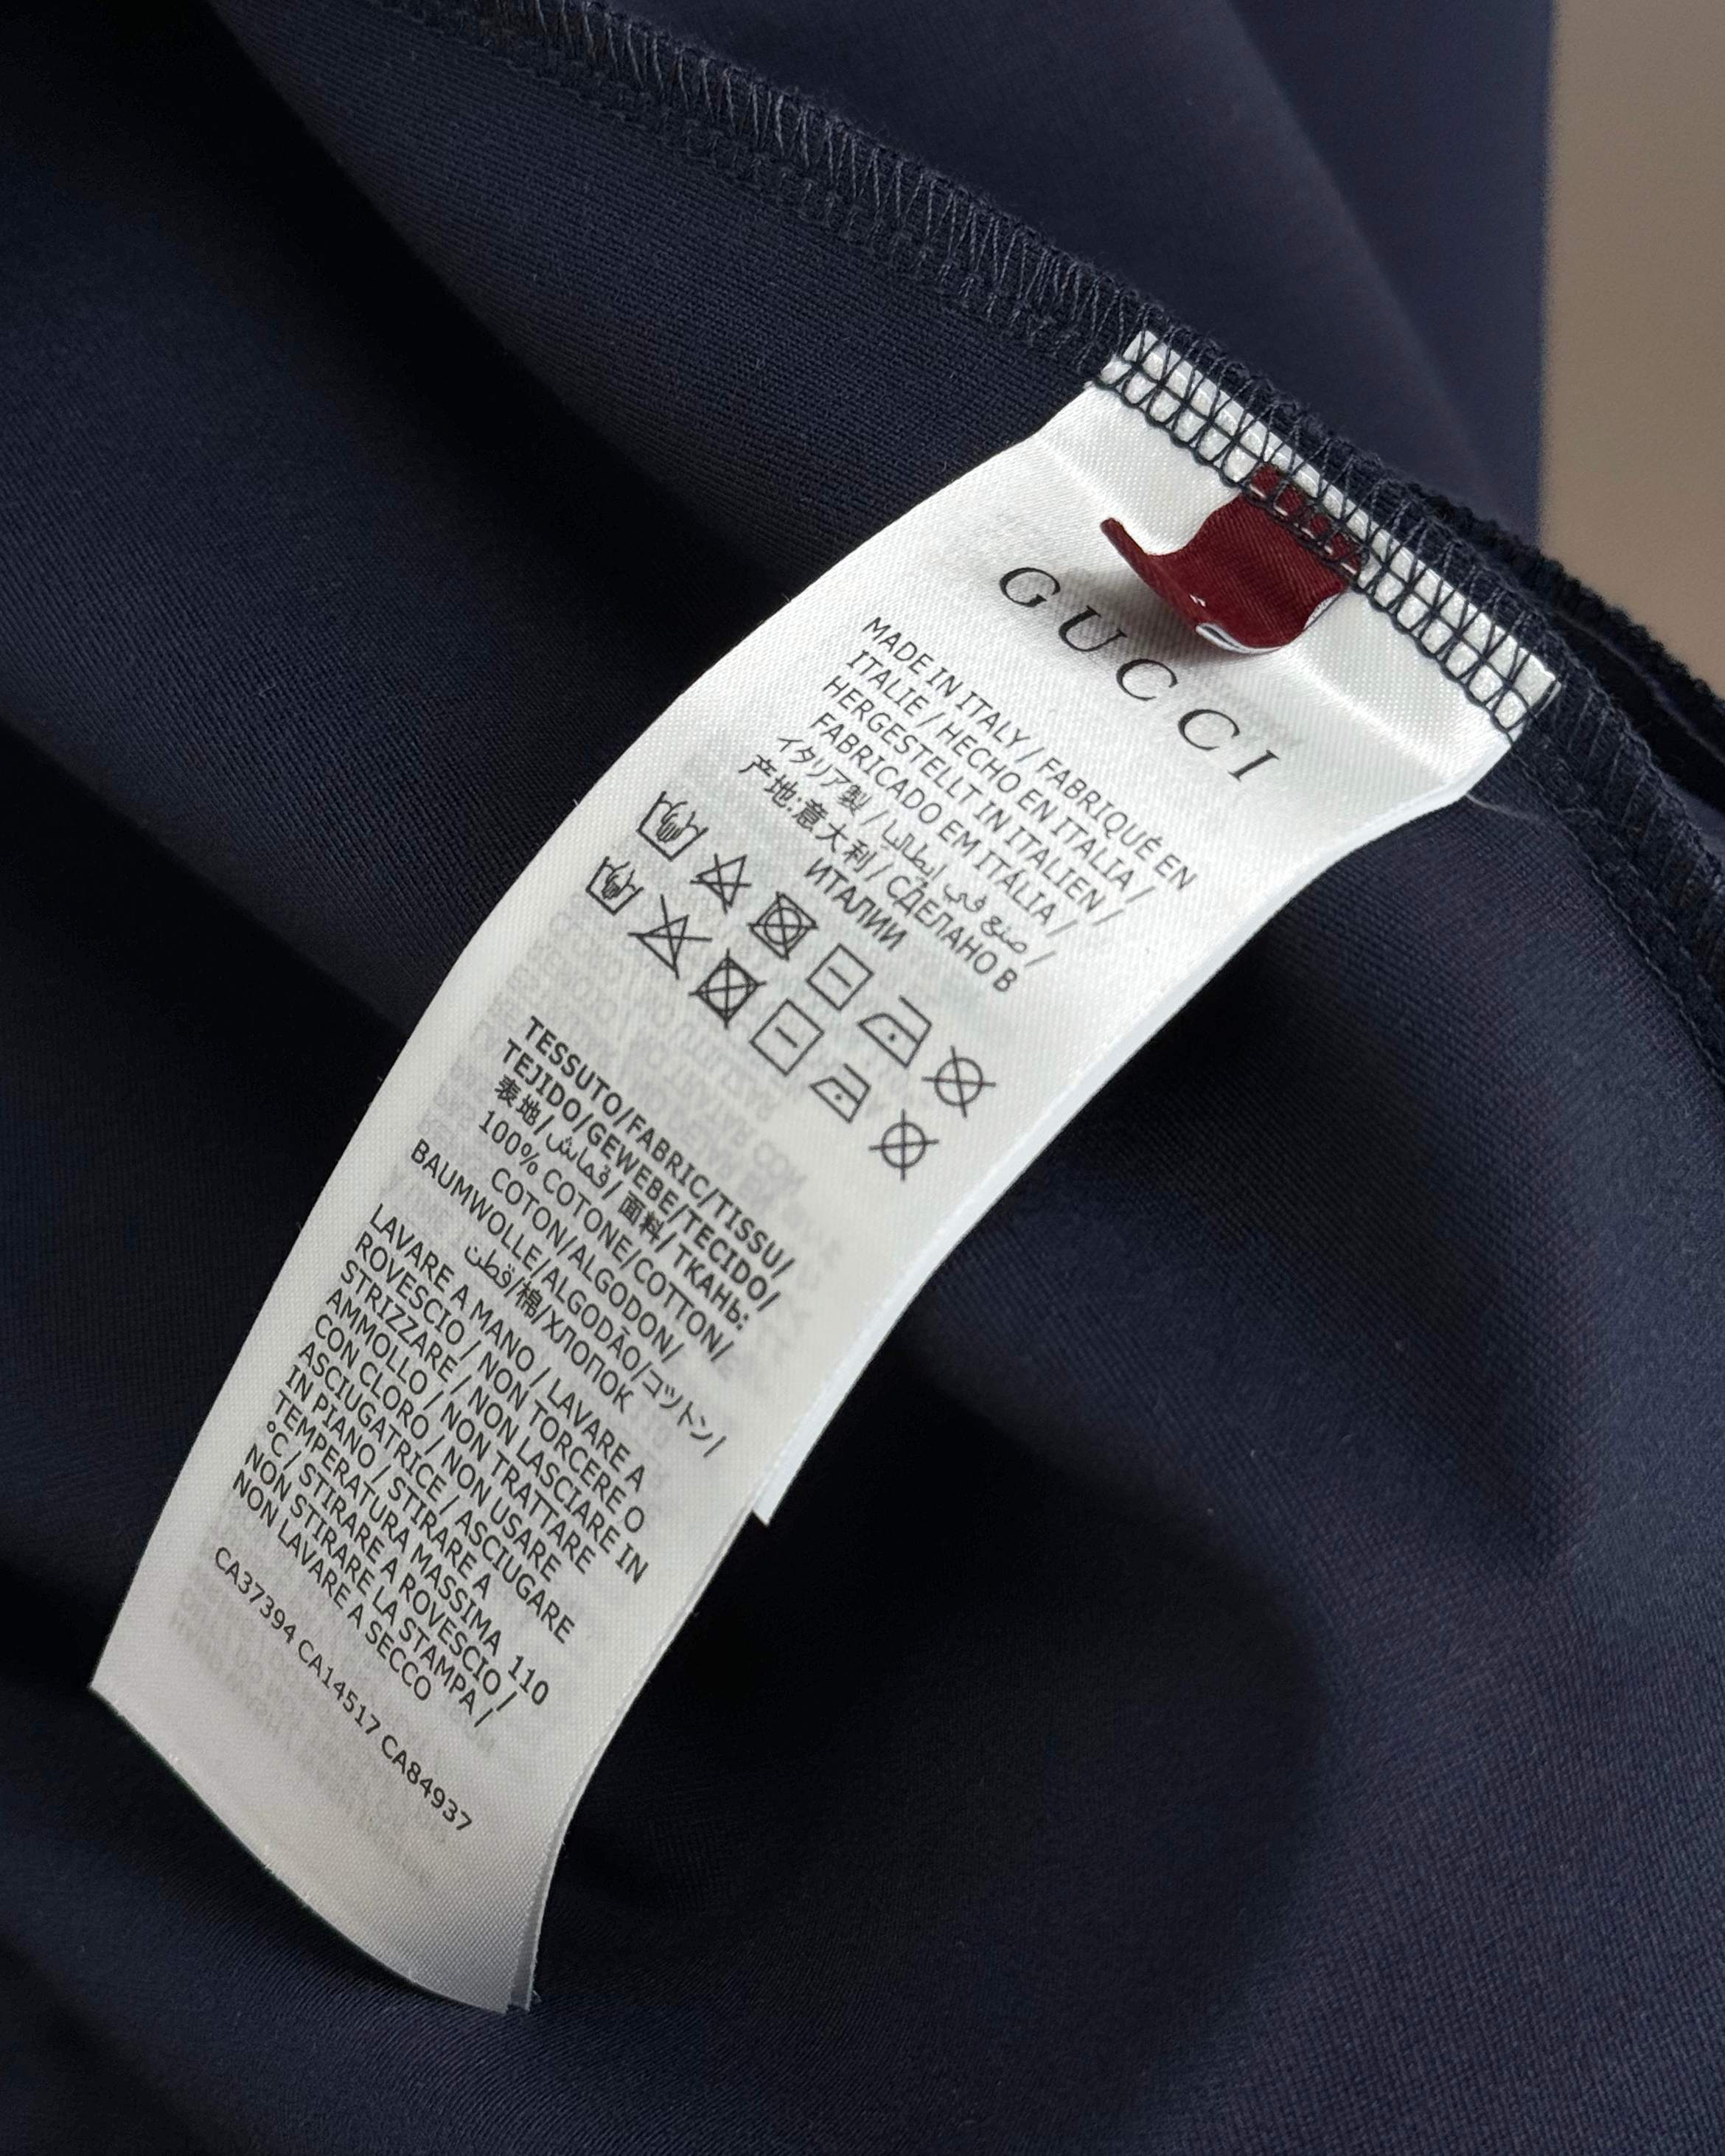 GUCCI
MADE IN ITALY / FABRIQUÉ EN
ITALIE / HECHO EN ITALIA /
HERGESTELLT IN ITALIEN /
FABRICADO EM ITÁLIA /
イタリア製 / صنع في إيطاليا /
产地:意大利 / СДЕЛАНО В
ИТАЛИИ
TESSUTO/FABRIC/TISSU/
TEJIDO/GEWEBE/TECIDO/
表地/قماش/ 面料/ ТКАНЬ:
100% COTONE/COTTON/
COTON/ALGODON/
BAUMWOLLE/ALGODÃO/コットン/
قطن/棉/ХЛОПОК
LAVARE A MANO / LAVARE A
ROVESCIO / NON TORCERE O
STRIZZARE / NON LASCIARE IN
AMMOLLO / NON TRATTARE
CON CLORO / NON USARE
ASCIUGATRICE / ASCIUGARE
IN PIANO / STIRARE A
TEMPERATURA MASSIMA 110
°C / STIRARE A ROVESCIO /
NON STIRARE LA STAMPA /
NON LAVARE A SECCO
CA37394 CA14517 CA84937